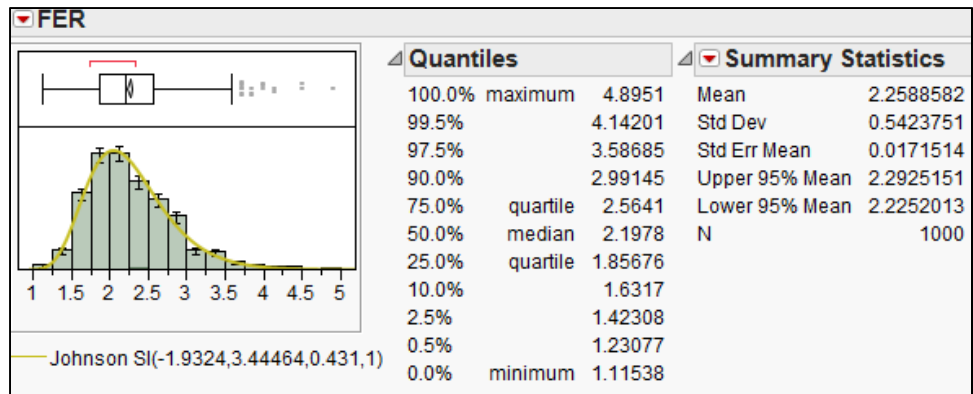 FER
Quantiles
100.0% maximum 4.8951
99.5% 4.14201
97.5% 3.58685
90.0% 2.99145
75.0% quartile 2.5641
50.0% median 2.1978
25.0% quartile 1.85676
10.0% 1.6317
2.5% 1.42308
0.5% 1.23077
0.0% minimum 1.11538
Summary Statistics
Mean 2.2588582
Std Dev 0.5423751
Std Err Mean 0.0171514
Upper 95% Mean 2.2925151
Lower 95% Mean 2.2252013
N 1000
1 1.5 2 2.5 3 3.5 4 4.5 5
Johnson Sl(-1.9324,3.44464,0.431,1)